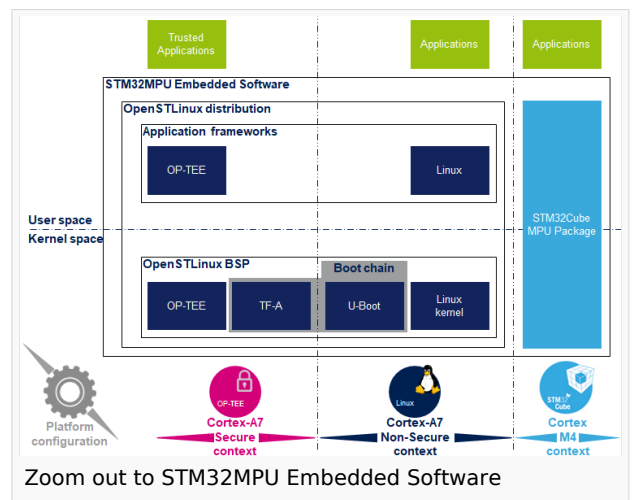 Trusted
Applications
Applications
Applications
STM32MPU Embedded Software
OpenSTLinux distribution
Application frameworks
OP-TEE
Linux
User space
Kernel space
STM32Cube
MPU Package
OpenSTLinux BSP
Boot chain
OP-TEE
TF-A
U-Boot
Linux
kernel
Platform
configuration
OP-TEE
Cortex-A7
Secure
context
Linux
Cortex-A7
Non-Secure
context
STM32
Cube
Cortex
M4
context
Zoom out to STM32MPU Embedded Software